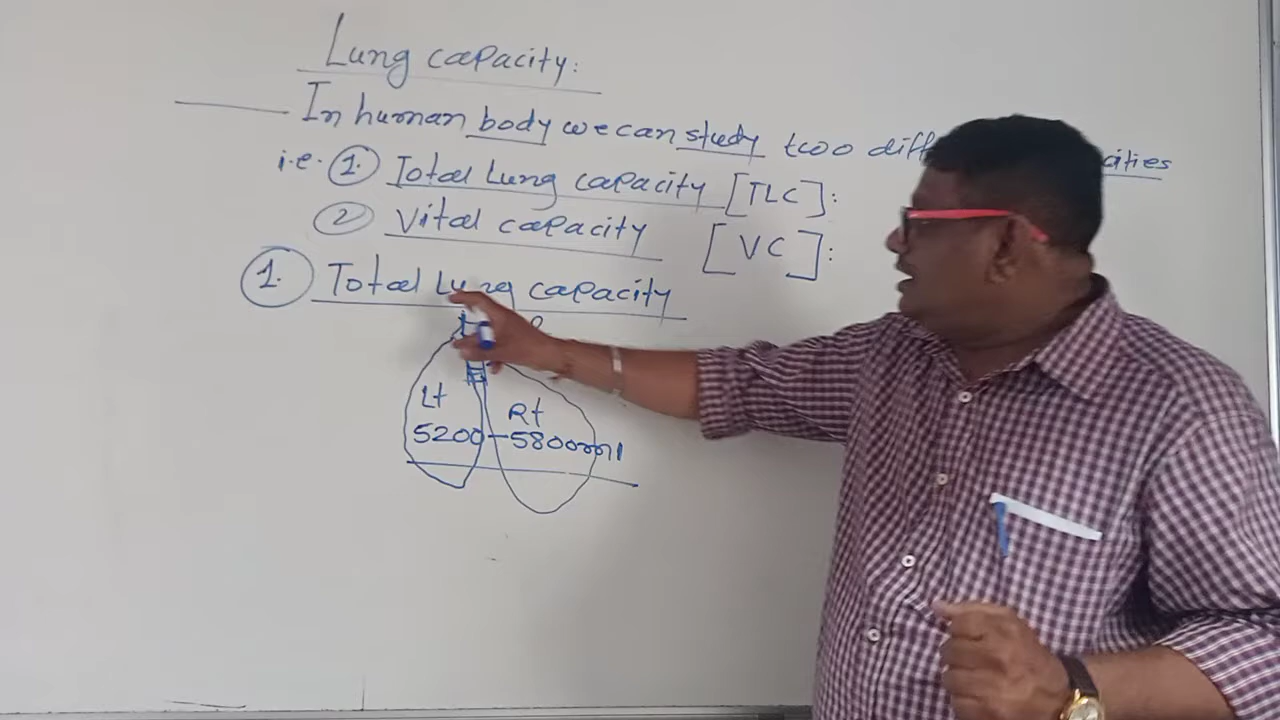 Lung capacity:
In human body we can study two diff cities
i.e. 1. Total Lung capacity [TLC]:
2 Vital capacity [VC]:
1. Total Lung capacity
Lt
Rt
5200-5800ml